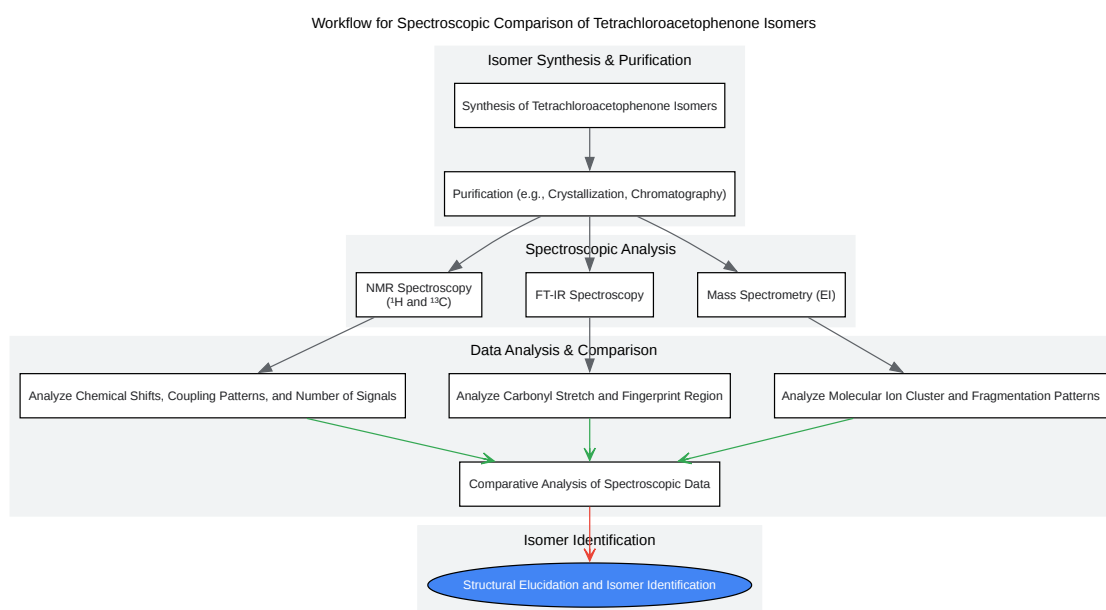 Workflow for Spectroscopic Comparison of Tetrachloroacetophenone Isomers
Isomer Synthesis & Purification
Synthesis of Tetrachloroacetophenone Isomers
Purification (e.g., Crystallization, Chromatography)
Spectroscopic Analysis
NMR Spectroscopy
(¹H and ¹³C)
FT-IR Spectroscopy
Mass Spectrometry (EI)
Data Analysis & Comparison
Analyze Chemical Shifts, Coupling Patterns, and Number of Signals
Analyze Carbonyl Stretch and Fingerprint Region
Analyze Molecular Ion Cluster and Fragmentation Patterns
Comparative Analysis of Spectroscopic Data
Isomer Identification
Structural Elucidation and Isomer Identification